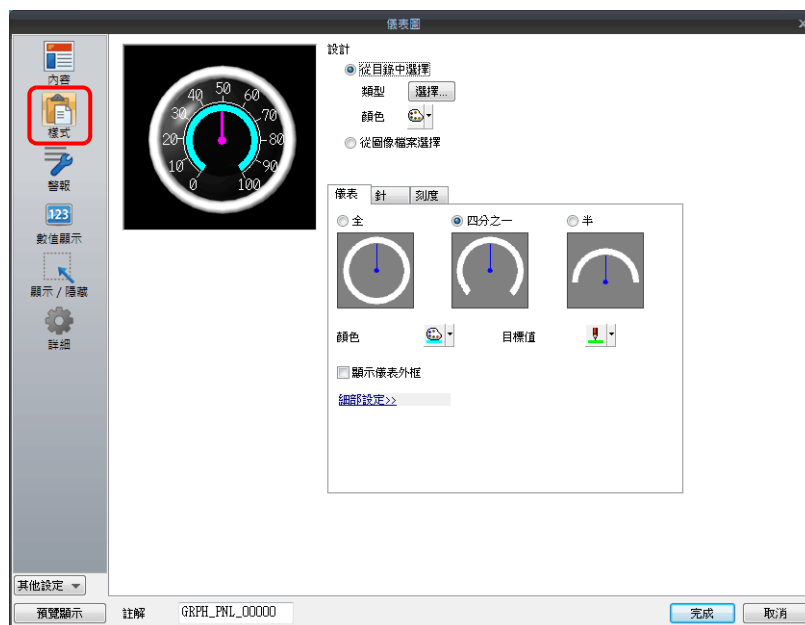 儀表圖
內容
樣式
警報
123
數值顯示
顯示 / 隱藏
詳細
其他設定
預覽顯示
40 50 60
30 70
20 80
10 90
0 100
設計
從目錄中選擇
類型 選擇...
顏色
從圖像檔案選擇
儀表 針 刻度
全 四分之一 半
顏色 目標值
顯示儀表外框
細部設定>>
註解 GRPH_PNL_00000
完成 取消